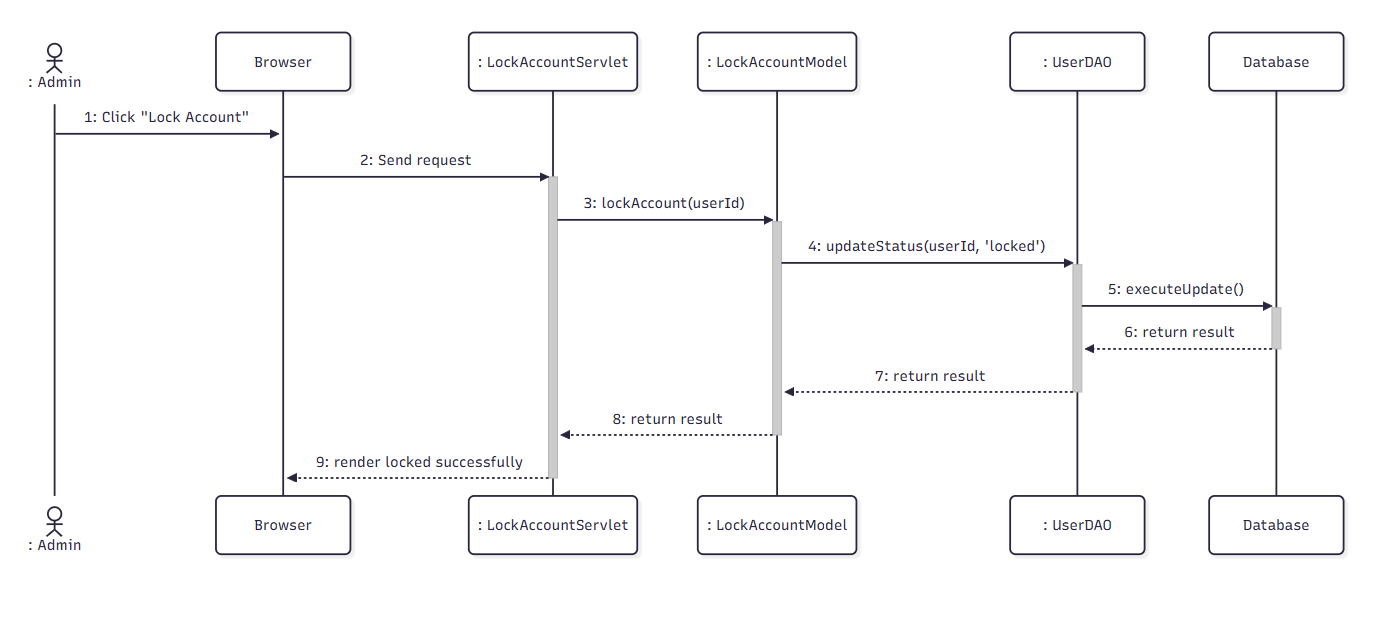 : Admin
Browser
: LockAccountServlet
: LockAccountModel
: UserDAO
Database
1: Click "Lock Account"
2: Send request
3: lockAccount(userId)
4: updateStatus(userId, 'locked')
5: executeUpdate()
6: return result
7: return result
8: return result
9: render locked successfully
: Admin
Browser
: LockAccountServlet
: LockAccountModel
: UserDAO
Database